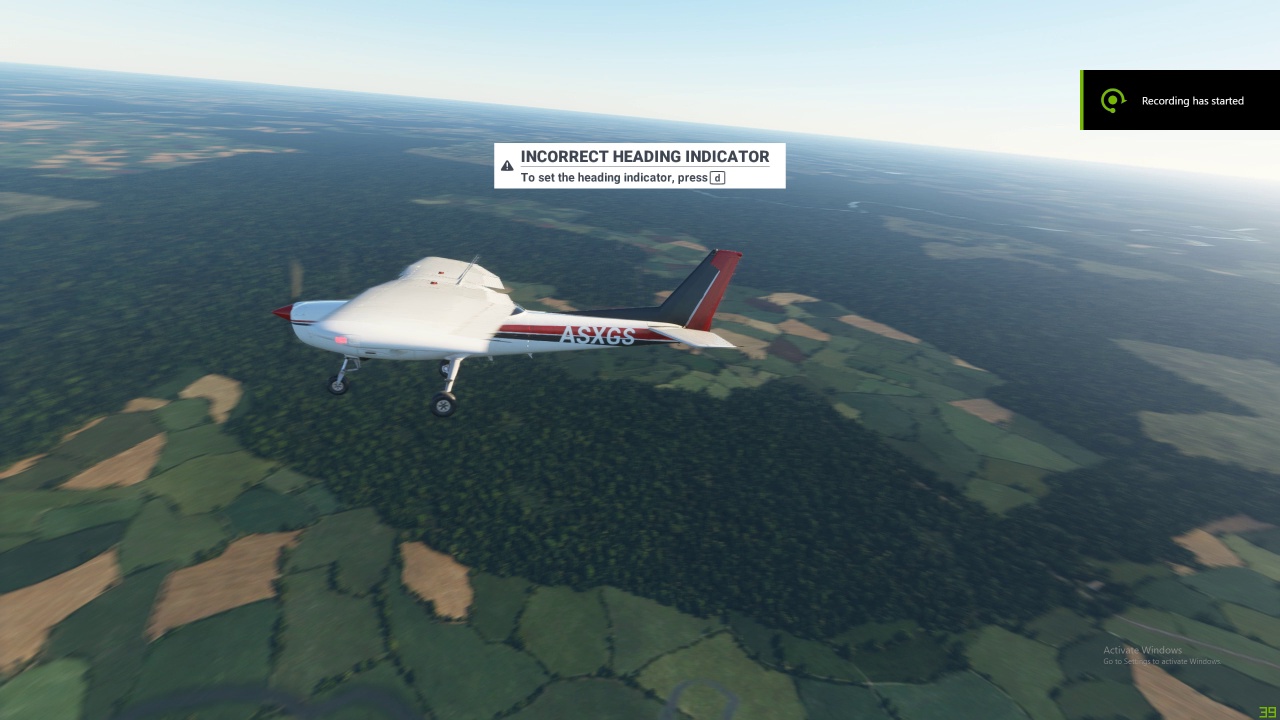 Recording has started
INCORRECT HEADING INDICATOR
To set the heading indicator, press d
ASXGS
Activate Windows
Go to Settings to activate Windows.
39